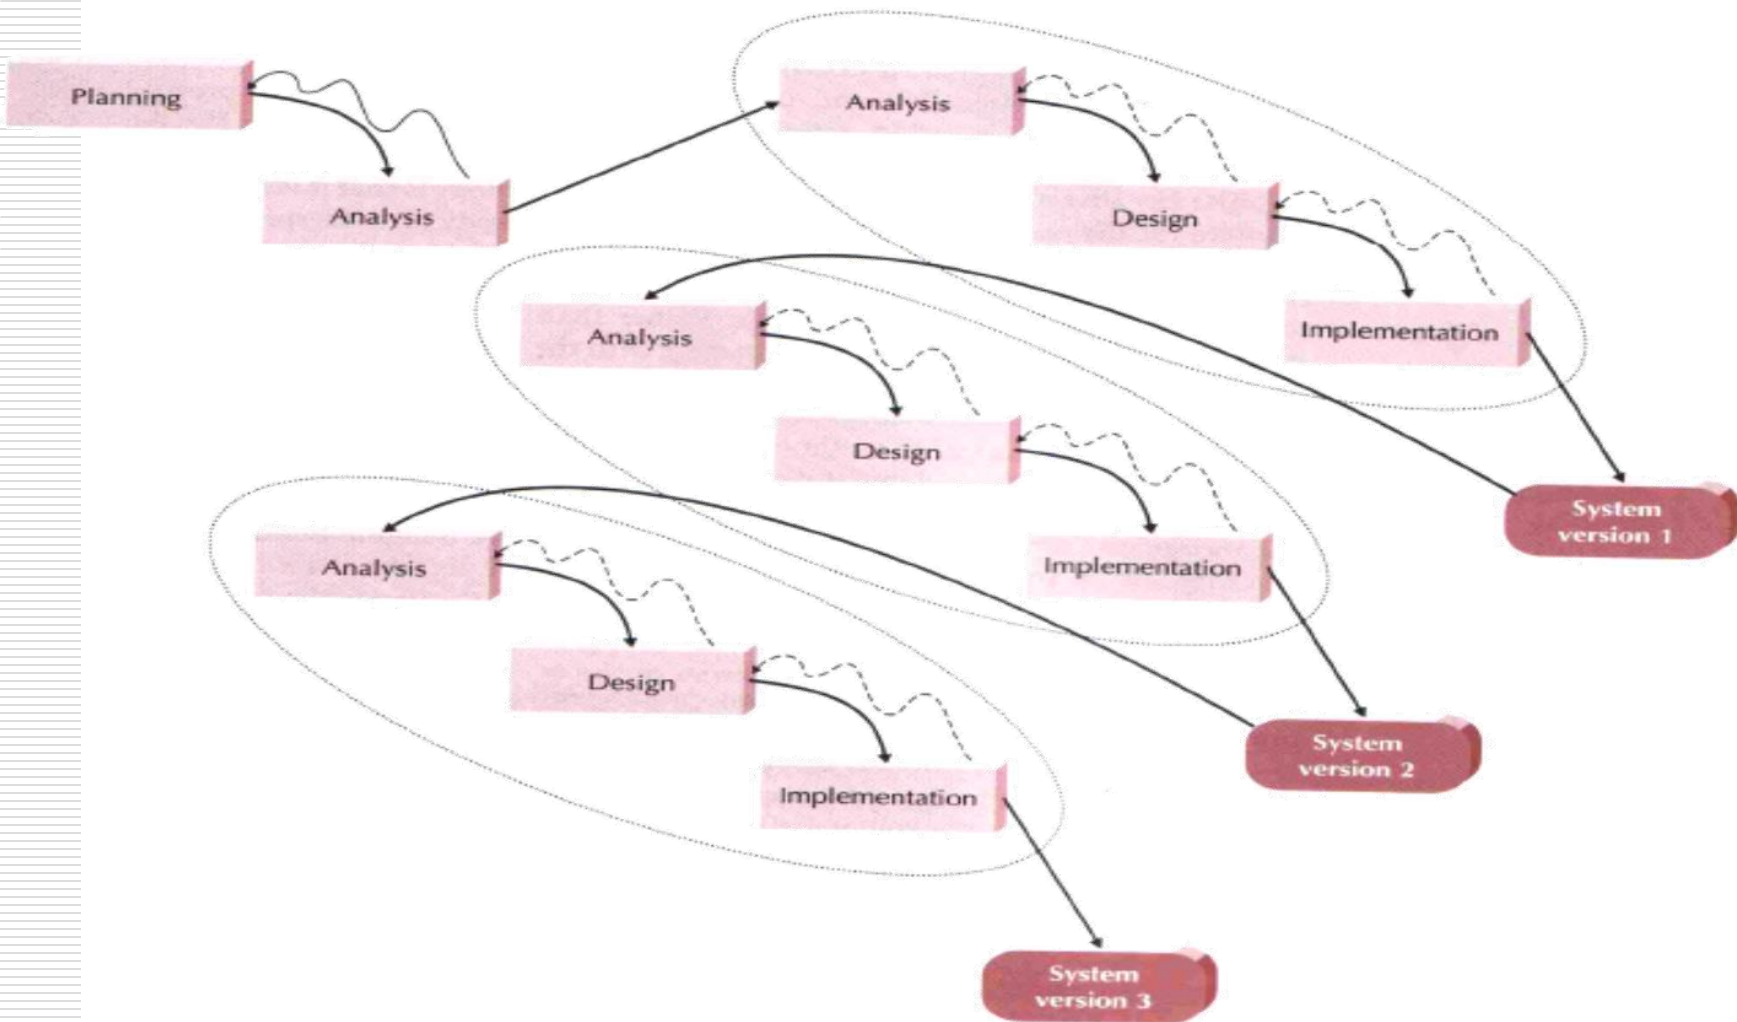 Planning
Analysis
Analysis
Design
Implementation
System
version 1
Analysis
Design
Implementation
System
version 2
Analysis
Design
Implementation
System
version 3